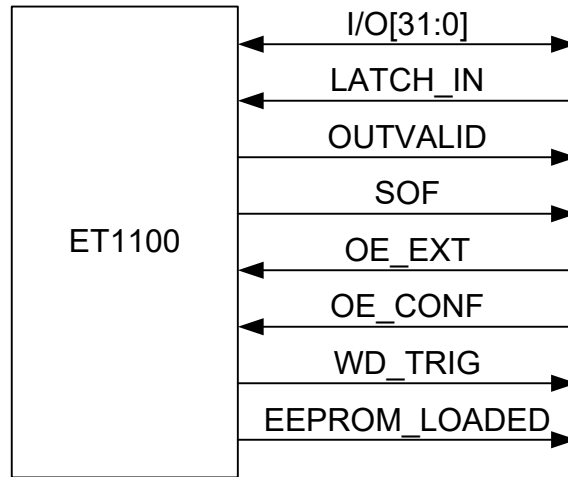 I/O[31:0]
LATCH_IN
OUTVALID
SOF
ET1100
OE_EXT
OE_CONF
WD_TRIG
EEPROM_LOADED